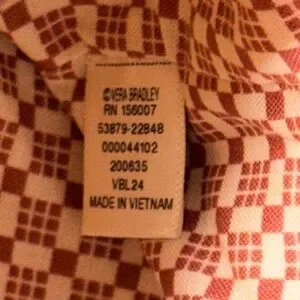 ©VERA BRADLEY
RN 156007
53879-22848
000044102
200635
VBL24
MADE IN VIETNAM